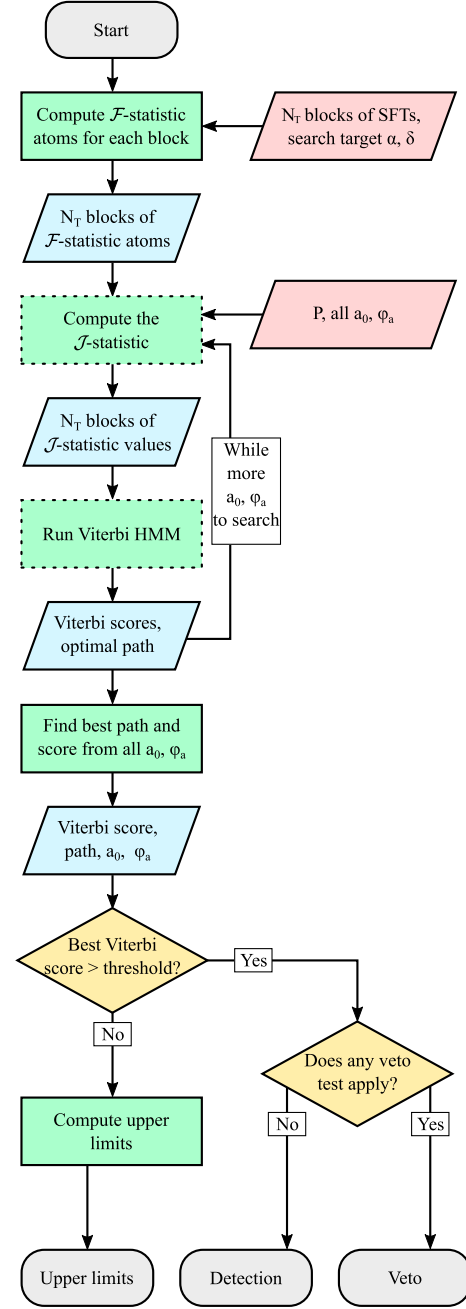 Start
Compute ℱ-statistic
atoms for each block
N_T blocks of SFTs,
search target α, δ
N_T blocks of
ℱ-statistic atoms
Compute the
𝒥-statistic
P, all a₀, φₐ
N_T blocks of
𝒥-statistic values
While
more
a₀, φₐ
to search
Run Viterbi HMM
Viterbi scores,
optimal path
Find best path and
score from all a₀, φₐ
Viterbi score,
path, a₀, φₐ
Best Viterbi
score > threshold?
Yes
No
Does any veto
test apply?
No
Yes
Compute upper
limits
Upper limits
Detection
Veto